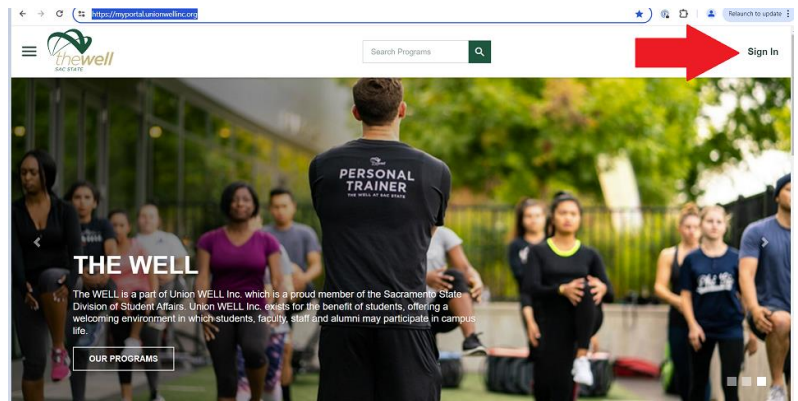 https://myportal.unionwellinc.org
Relaunch to update
thewell
SAC STATE
Search Programs
Sign In
PERSONAL
TRAINER
THE WELL AT SAC STATE
THE WELL
The WELL is a part of Union WELL Inc. which is a proud member of the Sacramento State
Division of Student Affairs. Union WELL Inc. exists for the benefit of students, offering a
welcoming environment in which students, faculty, staff and alumni may participate in campus
life.
OUR PROGRAMS